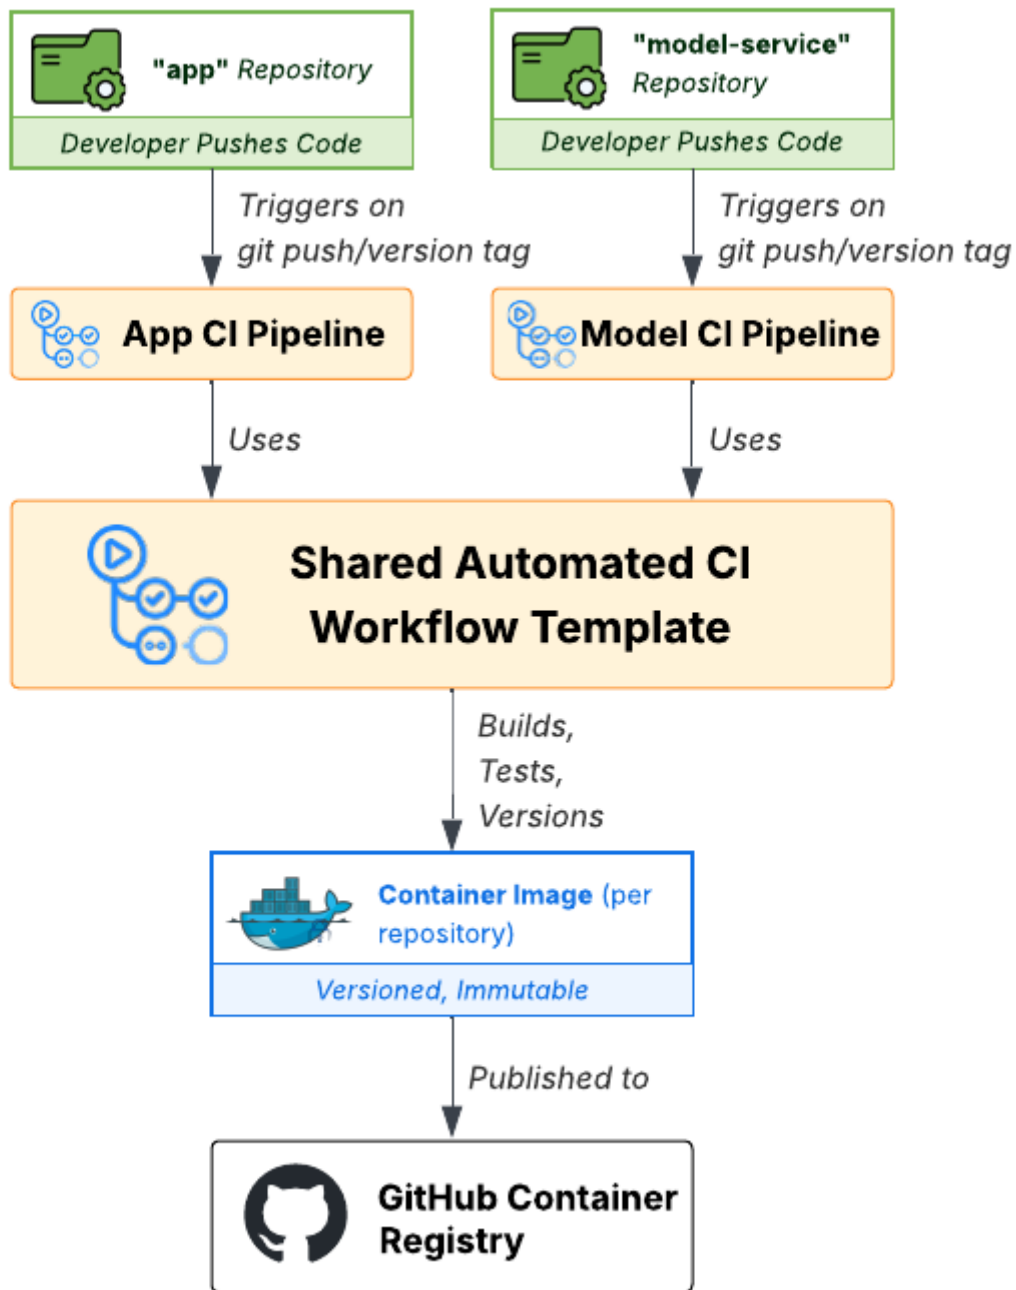 "app" Repository
"model-service"
Repository
Developer Pushes Code
Developer Pushes Code
Triggers on
git push/version tag
Triggers on
git push/version tag
App CI Pipeline
Model CI Pipeline
Uses
Uses
Shared Automated CI
Workflow Template
Builds,
Tests,
Versions
Container Image (per
repository)
Versioned, Immutable
Published to
GitHub Container
Registry